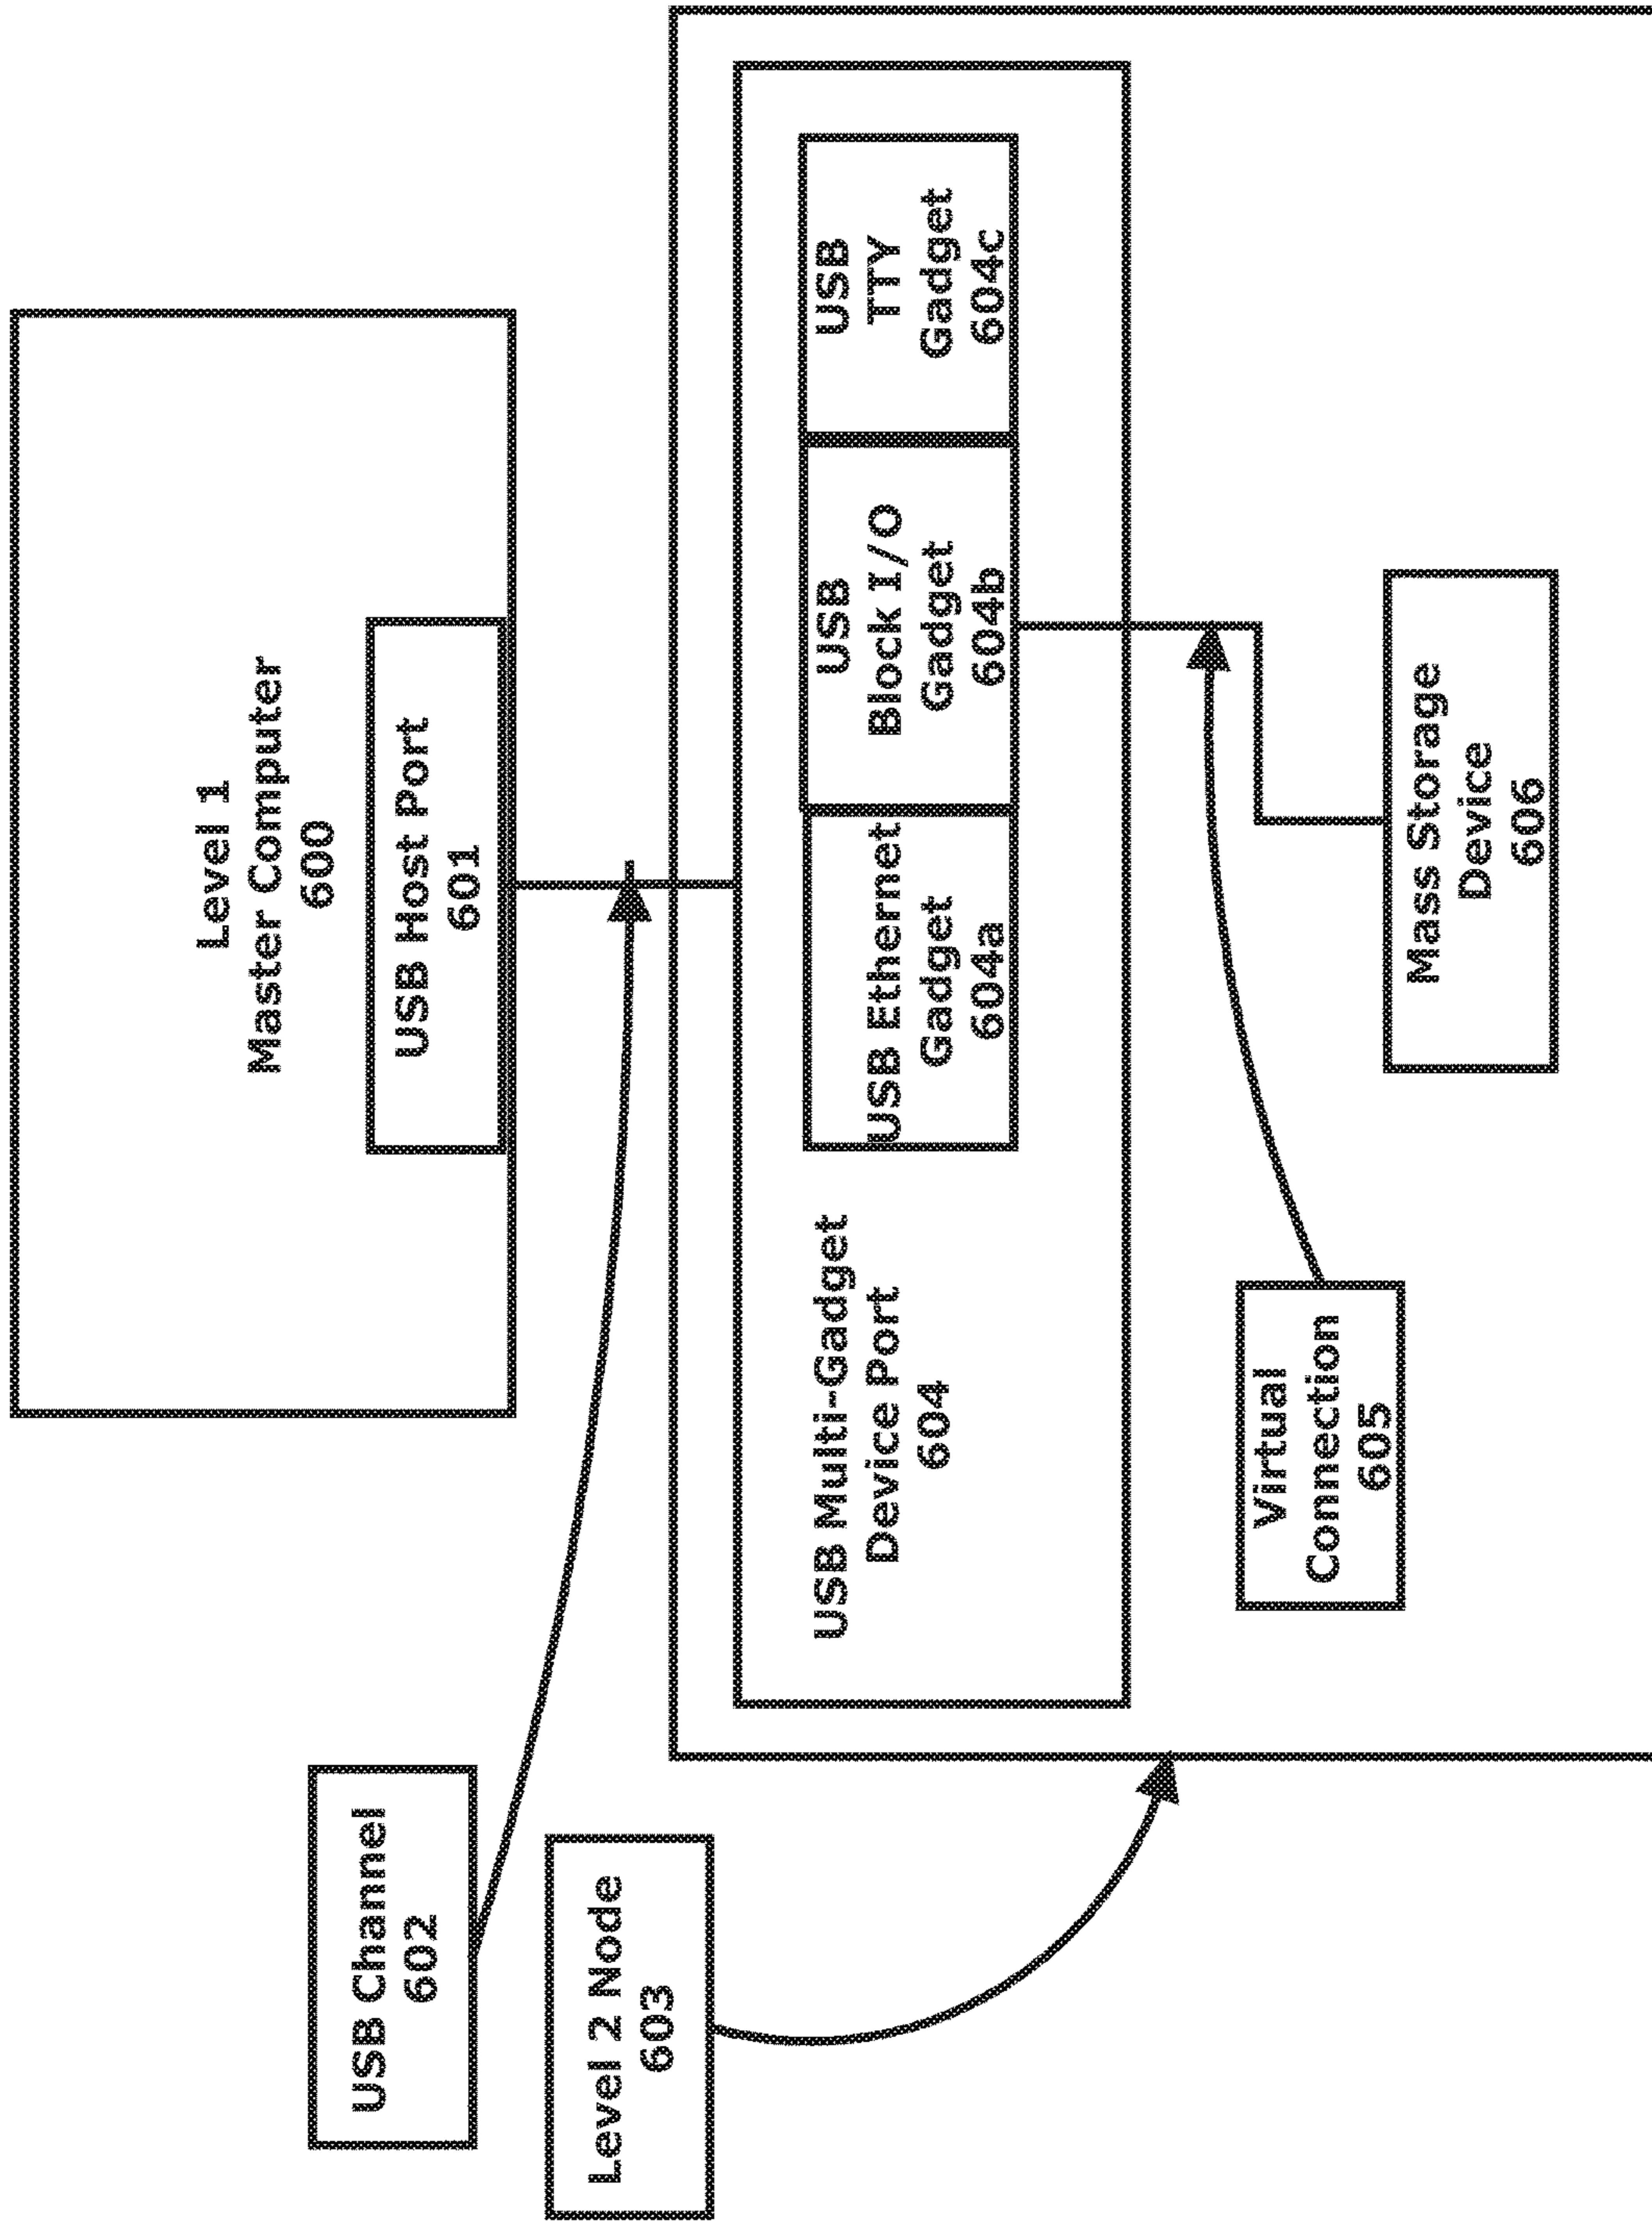 Level 1
Master Computer
600
USB Host Port
601
USB Channel
602
Level 2 Node
603
USB Multi-Gadget
Device Port
604
USB Ethernet
Gadget
604a
USB
Block I/O
Gadget
604b
USB
TTY
Gadget
604c
Virtual
Connection
605
Mass Storage
Device
606